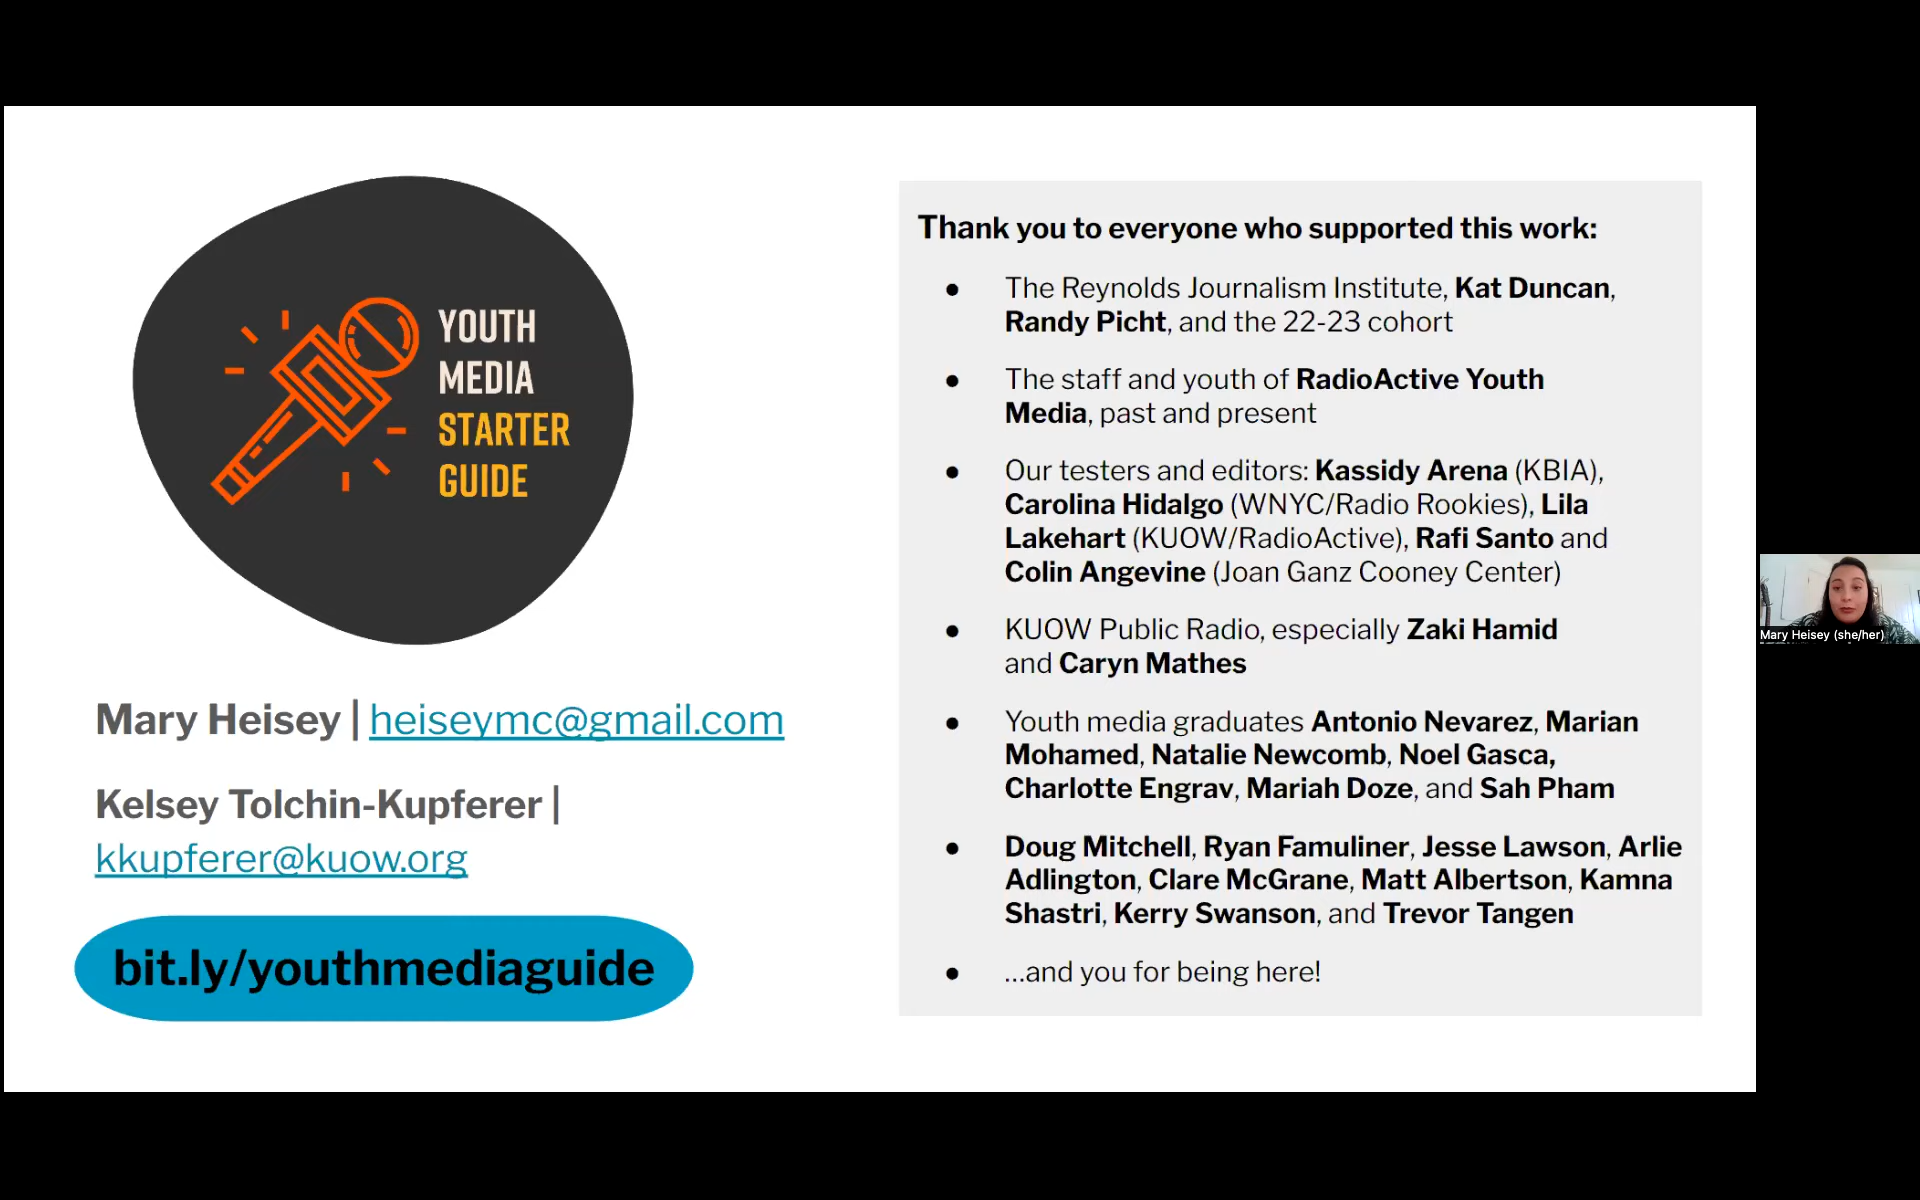 YOUTH
MEDIA
STARTER
GUIDE
Mary Heisey | heiseymc@gmail.com
Kelsey Tolchin-Kupferer |
kkupferer@kuow.org
bit.ly/youthmediaguide
Thank you to everyone who supported this work:
● The Reynolds Journalism Institute, Kat Duncan,
Randy Picht, and the 22-23 cohort
● The staff and youth of RadioActive Youth
Media, past and present
● Our testers and editors: Kassidy Arena (KBIA),
Carolina Hidalgo (WNYC/Radio Rookies), Lila
Lakehart (KUOW/RadioActive), Rafi Santo and
Colin Angevine (Joan Ganz Cooney Center)
● KUOW Public Radio, especially Zaki Hamid
and Caryn Mathes
● Youth media graduates Antonio Nevarez, Marian
Mohamed, Natalie Newcomb, Noel Gasca,
Charlotte Engrav, Mariah Doze, and Sah Pham
● Doug Mitchell, Ryan Famuliner, Jesse Lawson, Arlie
Adlington, Clare McGrane, Matt Albertson, Kamna
Shastri, Kerry Swanson, and Trevor Tangen
● ...and you for being here!
Mary Heisey (she/her)